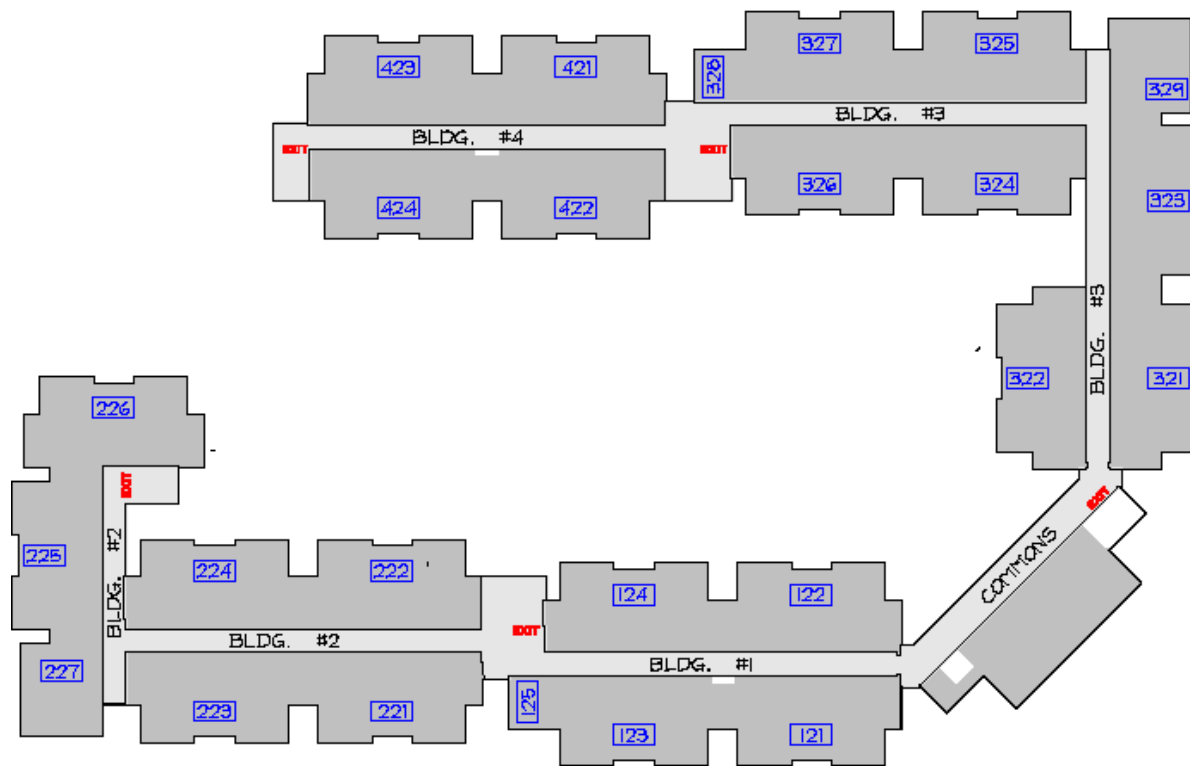 327
325
423
421
328
329
BLDG. #3
BLDG. #4
EXIT
EXIT
326
324
323
424
422
BLDG. #3
322
321
226
EXIT
EXIT
225
BLDG. #2
224
222
COMMONS
124
122
EXIT
BLDG. #2
BLDG. #1
227
125
223
221
123
121